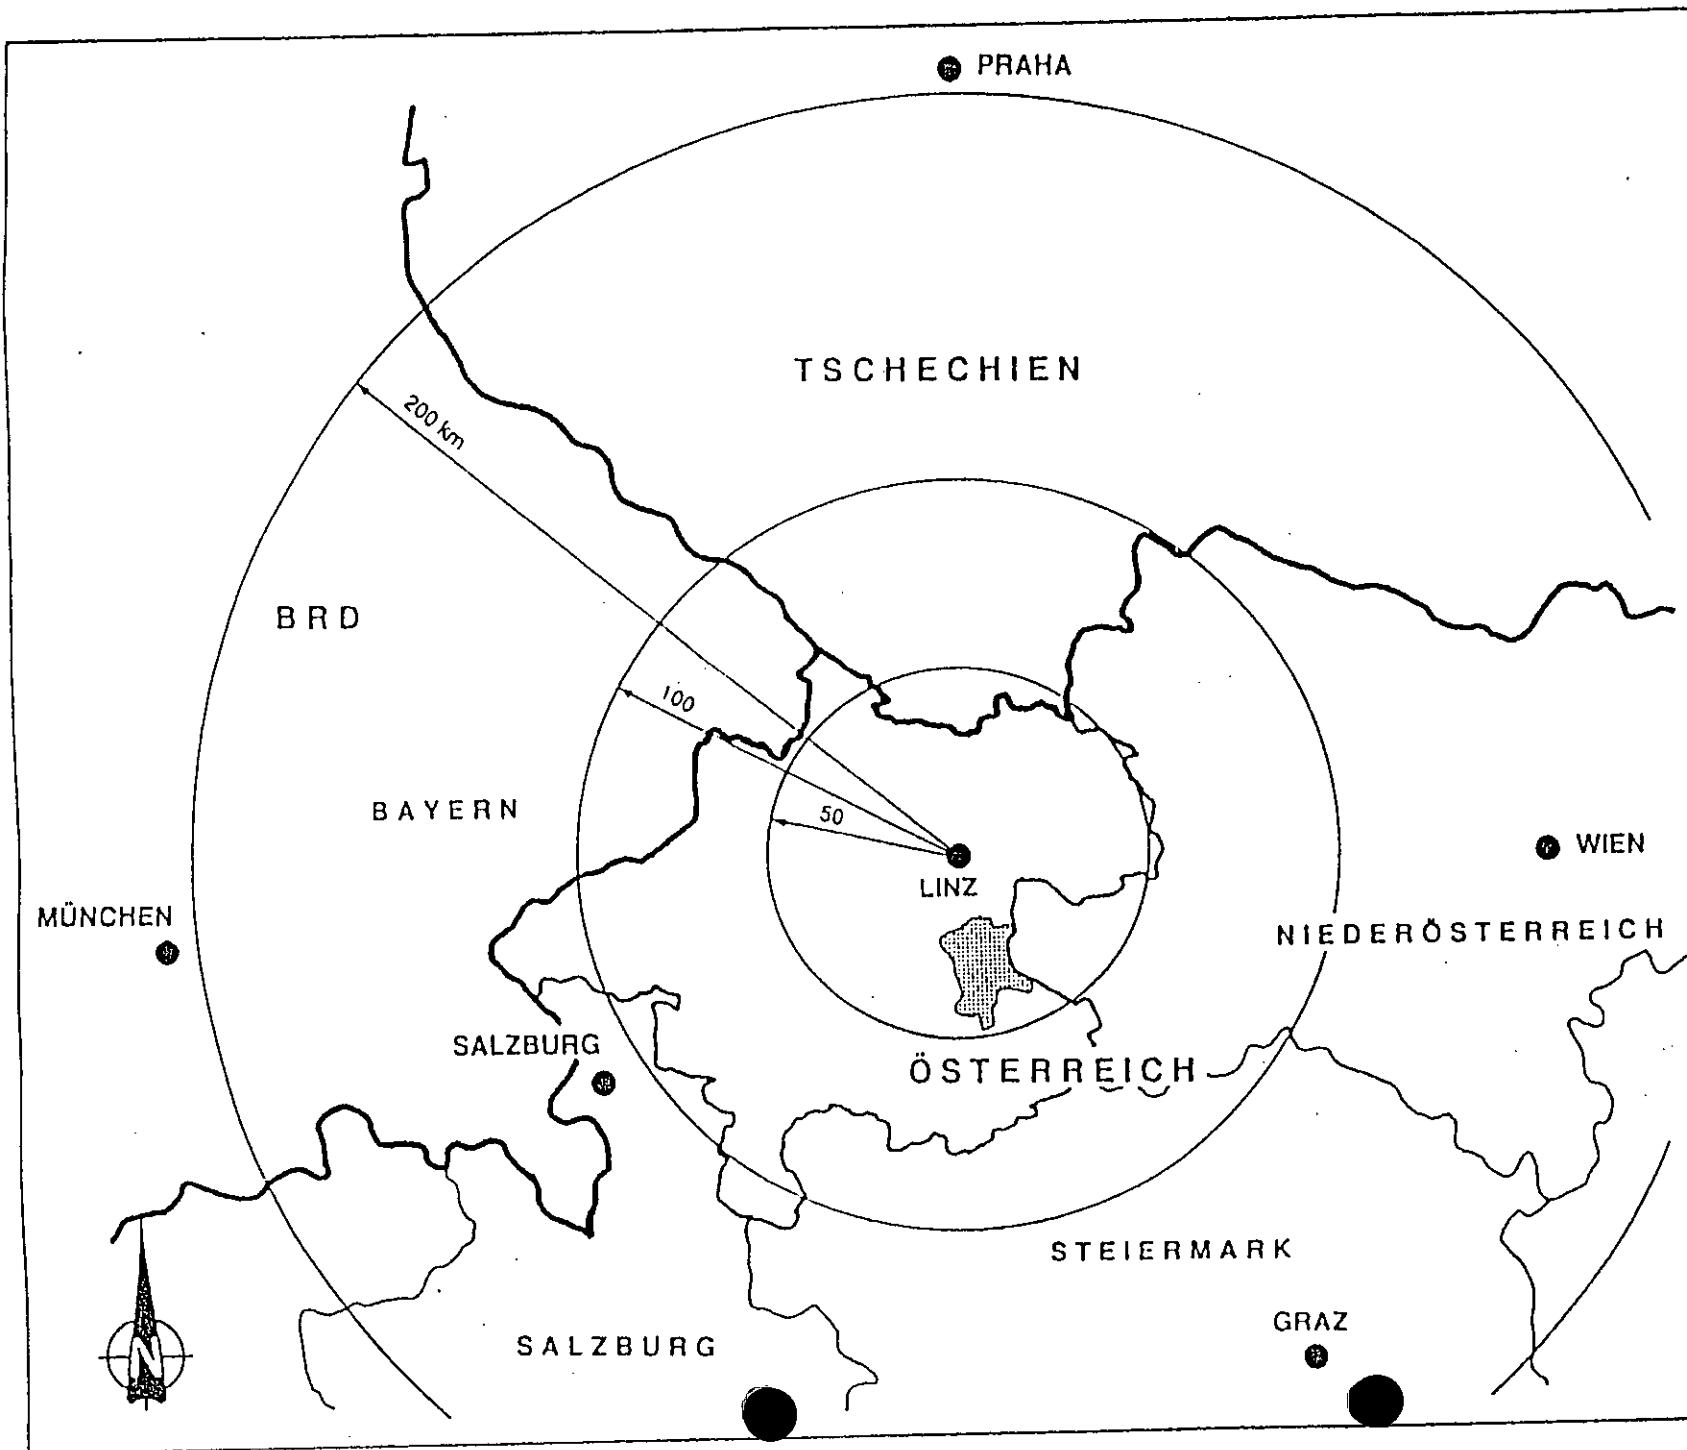 PRAHA
TSCHECHIEN
200 km
BRD
100
BAYERN
50
WIEN
LINZ
MÜNCHEN
NIEDERÖSTERREICH
SALZBURG
ÖSTERREICH
STEIERMARK
GRAZ
SALZBURG
N